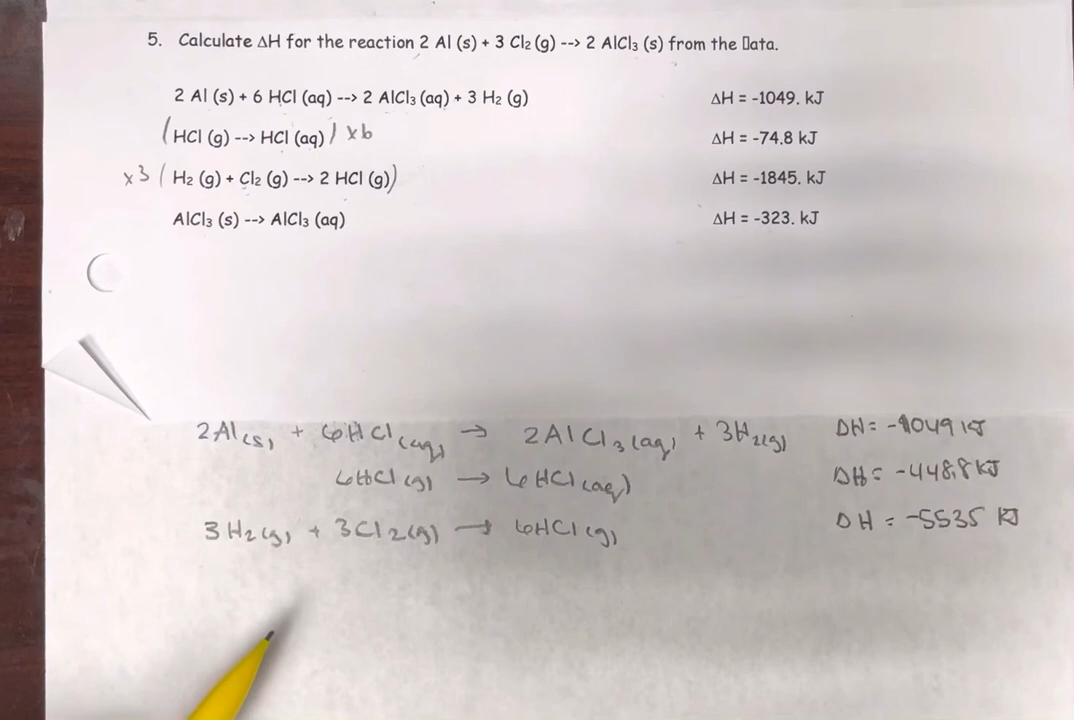 5. Calculate ΔH for the reaction 2 Al (s) + 3 Cl₂ (g) --> 2 AlCl₃ (s) from the Data.
2 Al (s) + 6 HCl (aq) --> 2 AlCl₃ (aq) + 3 H₂ (g) ΔH = -1049. kJ
(HCl (g) --> HCl (aq)) x6 ΔH = -74.8 kJ
x3 (H₂ (g) + Cl₂ (g) --> 2 HCl (g)) ΔH = -1845. kJ
AlCl₃ (s) --> AlCl₃ (aq) ΔH = -323. kJ
2Al(s) + 6HCl(aq) → 2AlCl₃(aq) + 3H₂(g) ΔH = -1049 kJ
6HCl(g) → 6HCl(aq) ΔH = -448.8 kJ
3H₂(g) + 3Cl₂(g) → 6HCl(g) ΔH = -5535 kJ